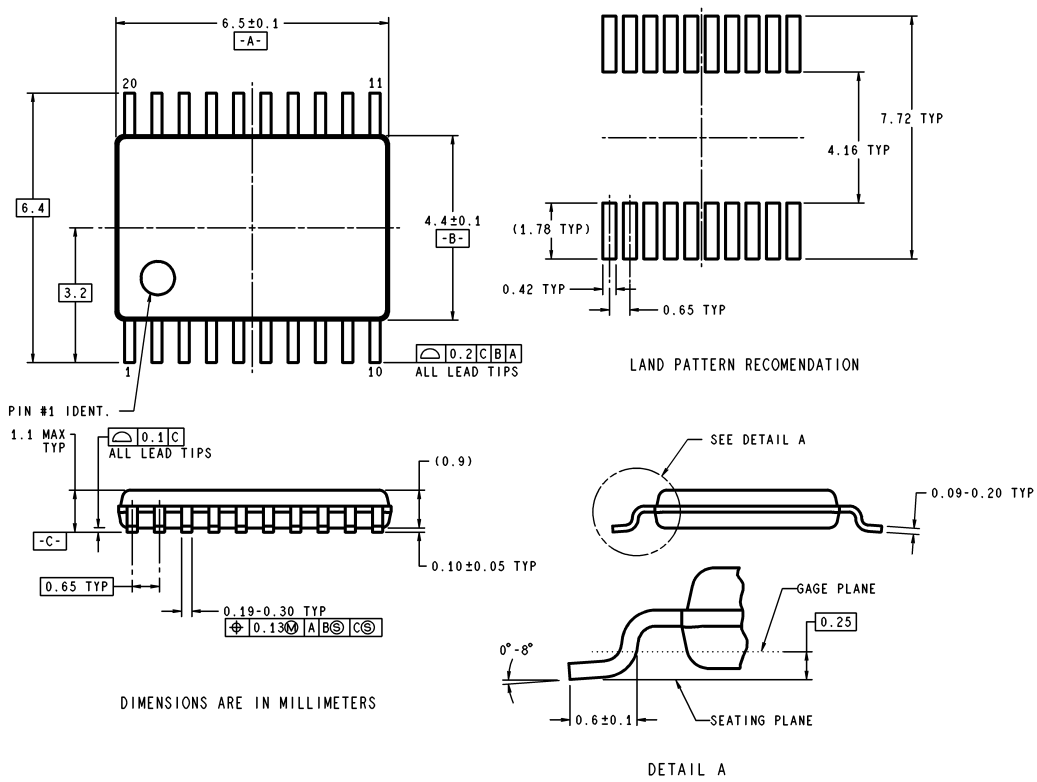 6.5±0.1
-A-
20
11
6.4
3.2
4.4±0.1
-B-
1
10
0.2 C B A
ALL LEAD TIPS
PIN #1 IDENT.
7.72 TYP
4.16 TYP
(1.78 TYP)
0.42 TYP
0.65 TYP
LAND PATTERN RECOMENDATION
1.1 MAX
TYP
0.1 C
ALL LEAD TIPS
(0.9)
-C-
0.65 TYP
0.10±0.05 TYP
0.19-0.30 TYP
⌖ 0.13Ⓜ A BⓈ CⓈ
SEE DETAIL A
0.09-0.20 TYP
GAGE PLANE
0.25
0°-8°
0.6±0.1
SEATING PLANE
DIMENSIONS ARE IN MILLIMETERS
DETAIL A